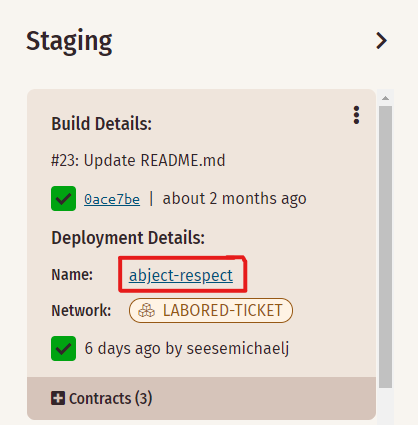 Staging
Build Details:
#23: Update README.md
0ace7be | about 2 months ago
Deployment Details:
Name: abject-respect
Network: LABORED-TICKET
6 days ago by seesemichaelj
Contracts (3)